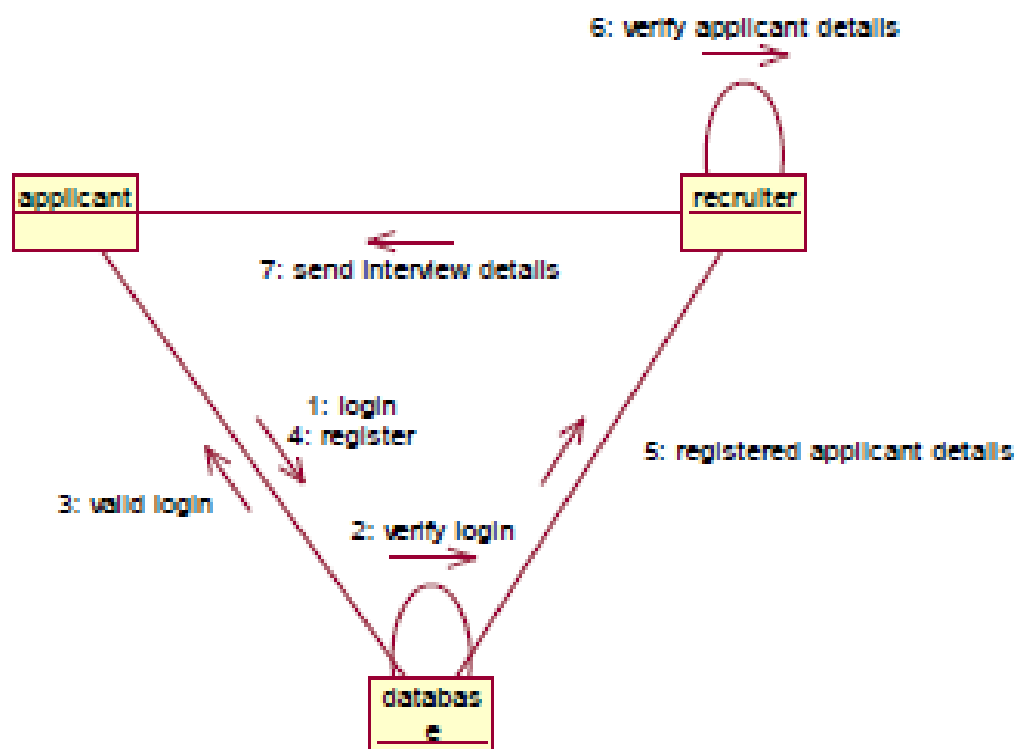 6: verify applicant details
applicant
recruiter
7: send interview details
1: login
4: register
5: registered applicant details
3: valid login
2: verify login
databas
e